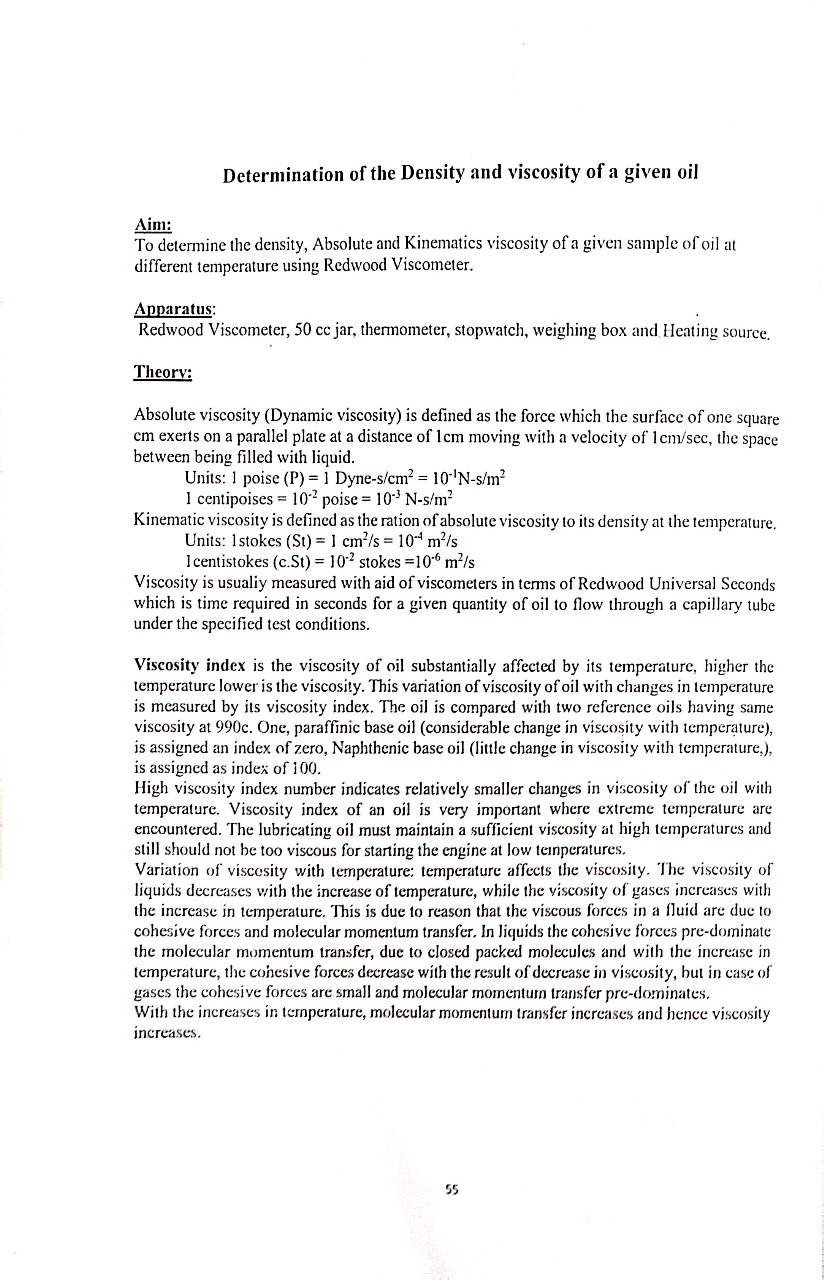 Determination of the Density and viscosity of a given oil
Aim:
To determine the density, Absolute and Kinematics viscosity of a given sample of oil at
different temperature using Redwood Viscometer.
Apparatus:
Redwood Viscometer, 50 cc jar, thermometer, stopwatch, weighing box and Heating source.
Theory:
Absolute viscosity (Dynamic viscosity) is defined as the force which the surface of one square
cm exerts on a parallel plate at a distance of 1cm moving with a velocity of 1cm/sec, the space
between being filled with liquid.
Units: 1 poise (P) = 1 Dyne-s/cm² = 10⁻¹N-s/m²
1 centipoises = 10⁻² poise = 10⁻³ N-s/m²
Kinematic viscosity is defined as the ration of absolute viscosity to its density at the temperature.
Units: 1stokes (St) = 1 cm²/s = 10⁻⁴ m²/s
1centistokes (c.St) = 10⁻² stokes =10⁻⁶ m²/s
Viscosity is usually measured with aid of viscometers in terms of Redwood Universal Seconds
which is time required in seconds for a given quantity of oil to flow through a capillary tube
under the specified test conditions.
Viscosity index is the viscosity of oil substantially affected by its temperature, higher the
temperature lower is the viscosity. This variation of viscosity of oil with changes in temperature
is measured by its viscosity index. The oil is compared with two reference oils having same
viscosity at 990c. One, paraffinic base oil (considerable change in viscosity with temperature),
is assigned an index of zero, Naphthenic base oil (little change in viscosity with temperature,),
is assigned as index of 100.
High viscosity index number indicates relatively smaller changes in viscosity of the oil with
temperature. Viscosity index of an oil is very important where extreme temperature are
encountered. The lubricating oil must maintain a sufficient viscosity at high temperatures and
still should not be too viscous for starting the engine at low temperatures.
Variation of viscosity with temperature: temperature affects the viscosity. The viscosity of
liquids decreases with the increase of temperature, while the viscosity of gases increases with
the increase in temperature. This is due to reason that the viscous forces in a fluid are due to
cohesive forces and molecular momentum transfer. In liquids the cohesive forces pre-dominate
the molecular momentum transfer, due to closed packed molecules and with the increase in
temperature, the cohesive forces decrease with the result of decrease in viscosity, but in case of
gases the cohesive forces are small and molecular momentum transfer pre-dominates.
With the increases in temperature, molecular momentum transfer increases and hence viscosity
increases.
55